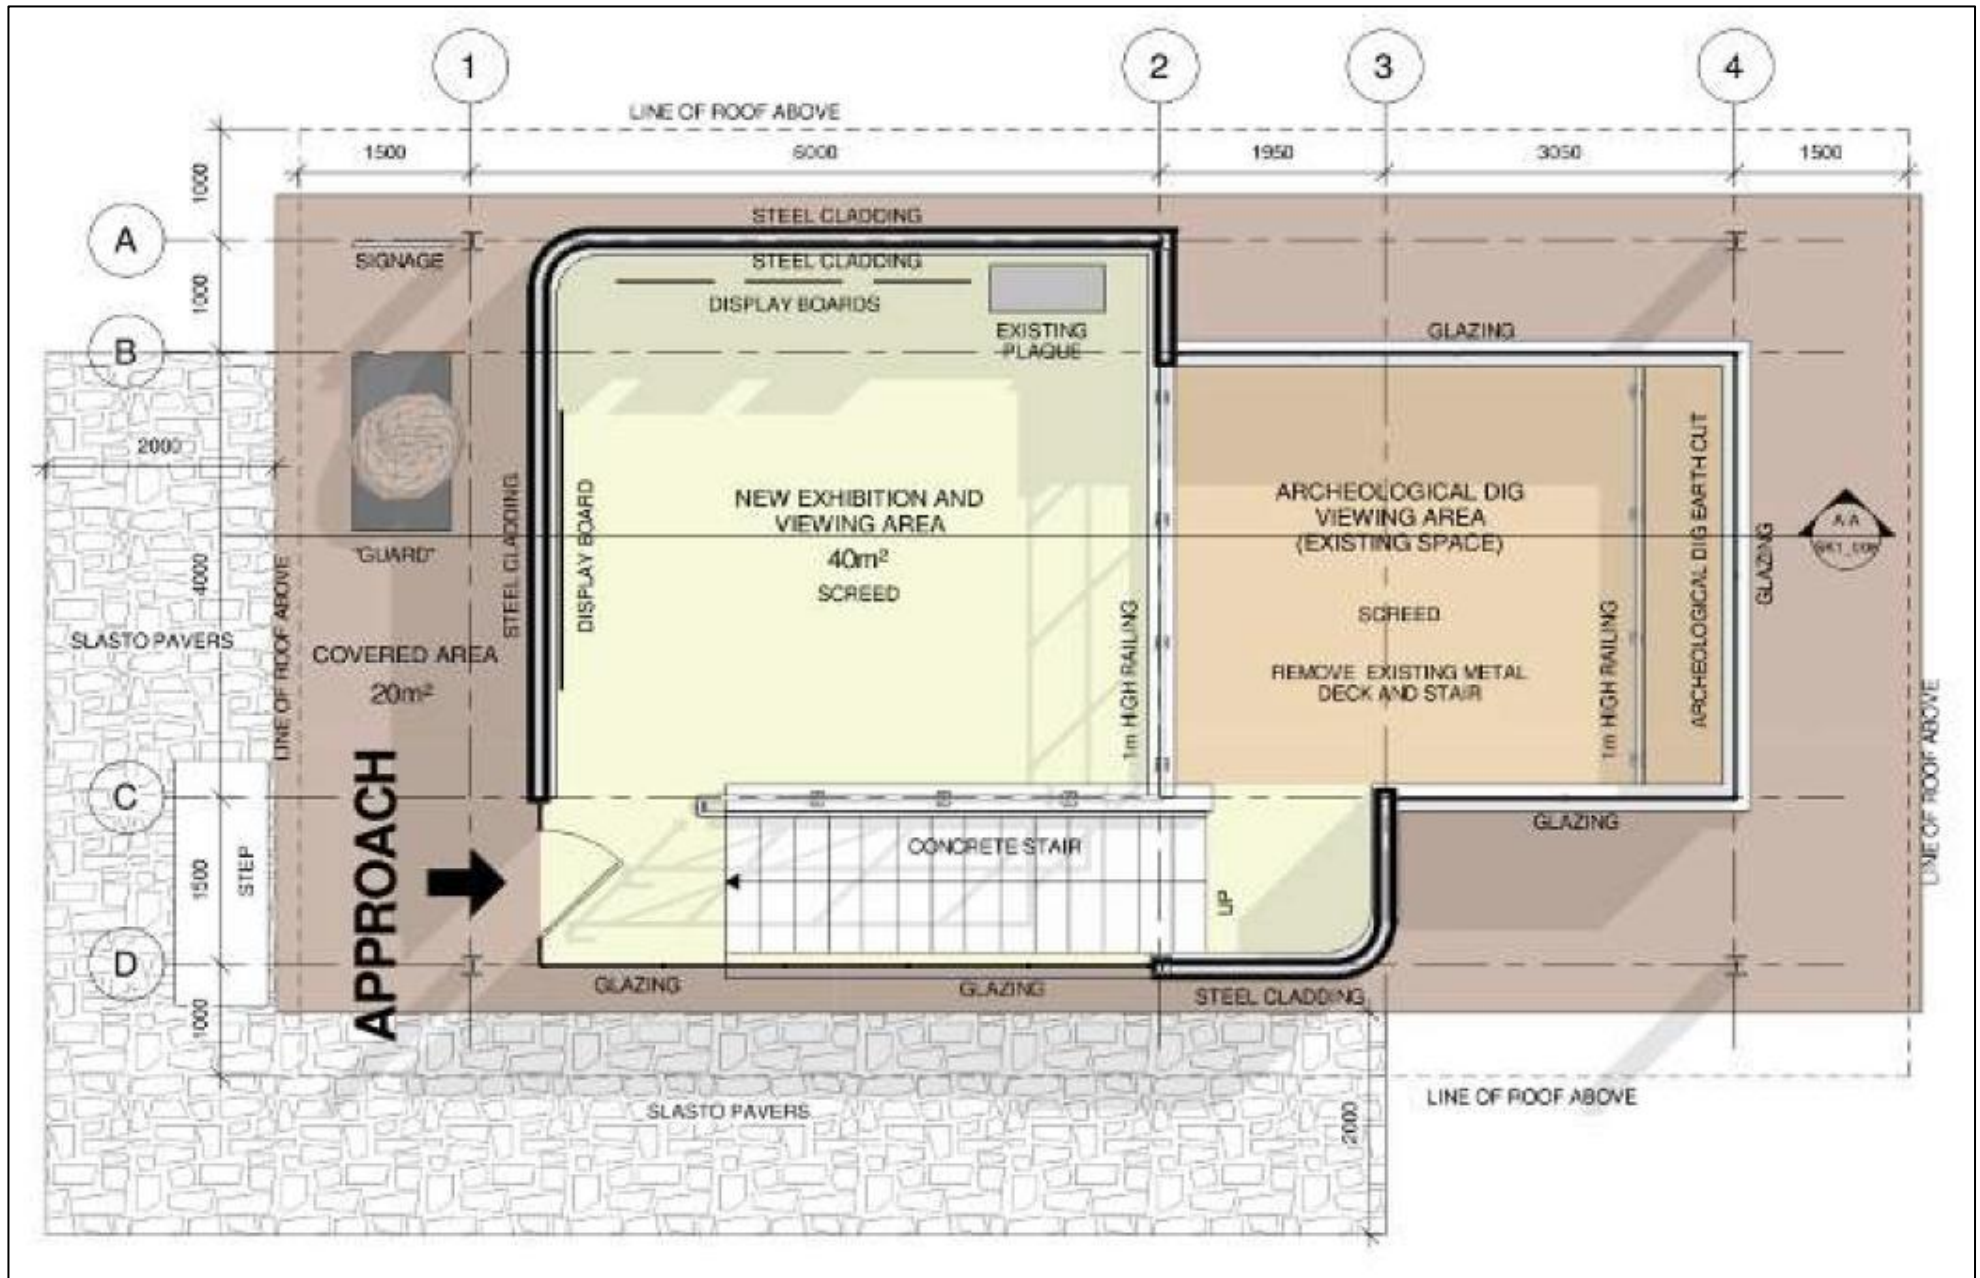 1
2
3
4
LINE OF ROOF ABOVE
1500
6000
1950
3050
1500
1000
STEEL CLADDING
A
SIGNAGE
STEEL CLADDING
1000
DISPLAY BOARDS
EXISTING
PLAQUE
GLAZING
B
2000
"GUARD"
4000
STEEL CLADDING
DISPLAY BOARD
NEW EXHIBITION AND
VIEWING AREA
40m²
SCREED
1m HIGH RAILING
ARCHEOLOGICAL DIG
VIEWING AREA
(EXISTING SPACE)
SCREED
REMOVE EXISTING METAL
DECK AND STAIR
1m HIGH RAILING
ARCHEOLOGICAL DIG EARTH CUT
GLAZING
A-A
SLASTO PAVERS
LINE OF ROOF ABOVE
COVERED AREA
20m²
LINE OF ROOF ABOVE
C
STEP
1500
APPROACH
CONCRETE STAIR
UP
GLAZING
D
1000
GLAZING
GLAZING
STEEL CLADDING
SLASTO PAVERS
2000
LINE OF ROOF ABOVE